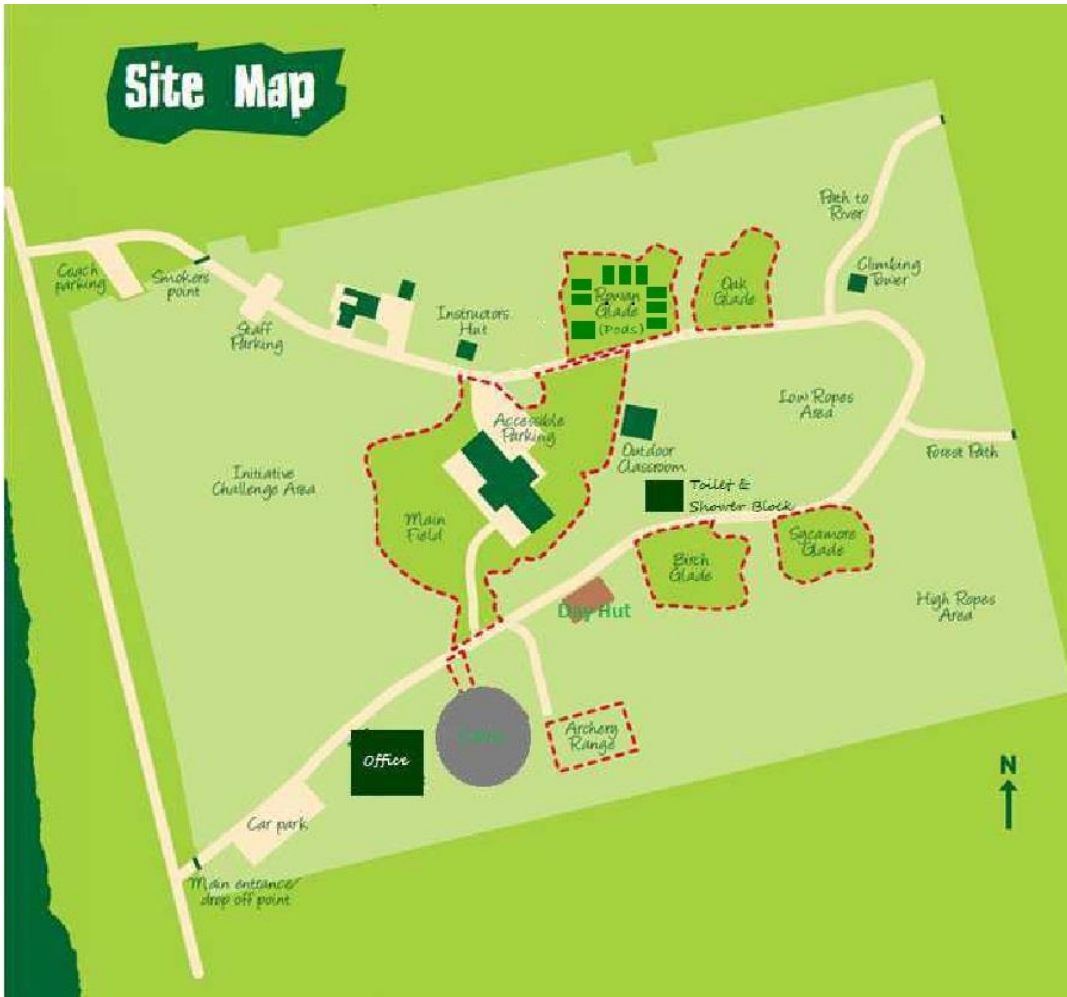 Site Map
Path to
River
Coach
parking
Smokers
point
Climbing
Tower
Oak
Glade
Rowan
Glade
(Pods)
Instructors
Hut
Staff
Parking
Low Ropes
Area
Accessible
Parking
Outdoor
Classroom
Forest Path
Initiative
Challenge Area
Toilet &
Shower Block
Main
Field
Sycamore
Glade
Birch
Glade
High Ropes
Area
Day Hut
Archery
Range
Office
N
Car park
Main entrance/
drop off point